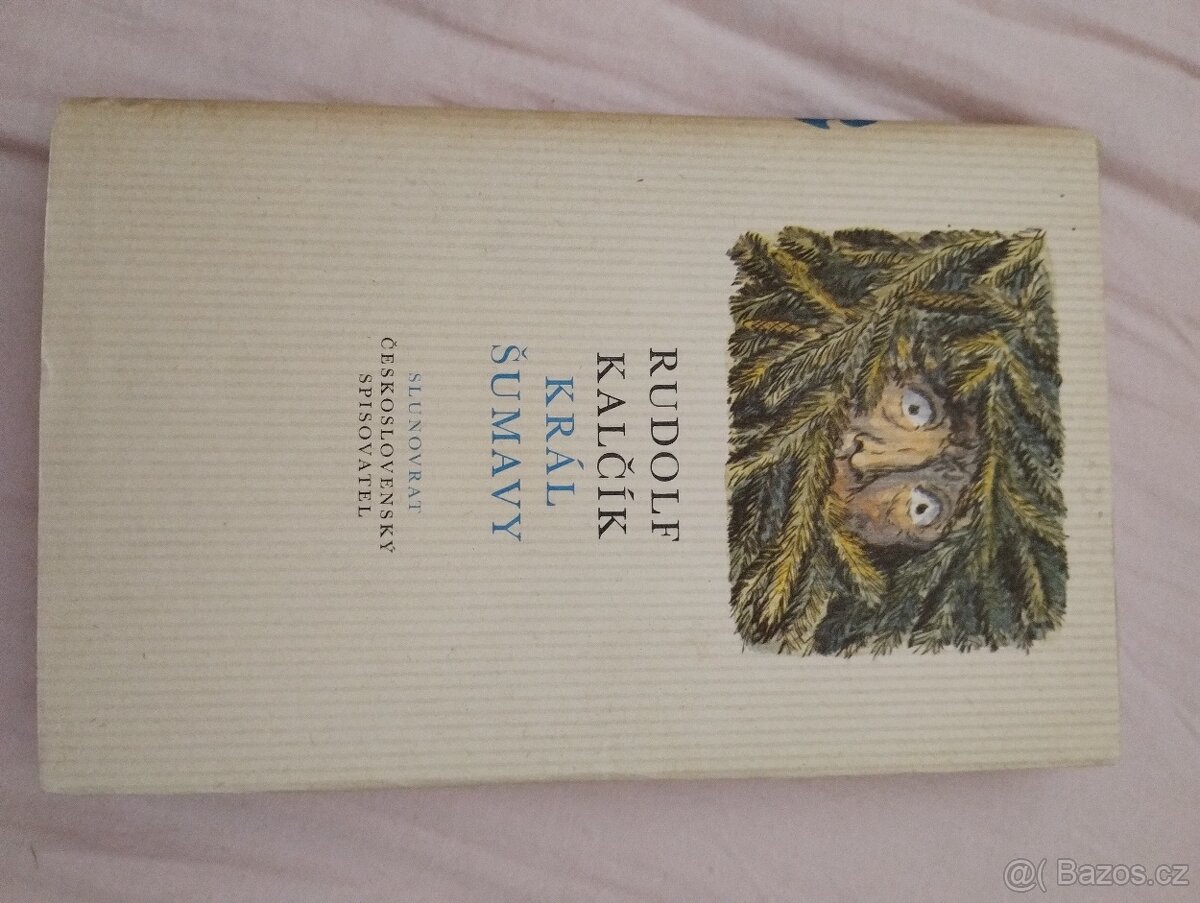 RUDOLF
KALČÍK
KRÁL
ŠUMAVY
SLUNOVRAT
ČESKOSLOVENSKÝ
SPISOVATEL
@( Bazos.cz